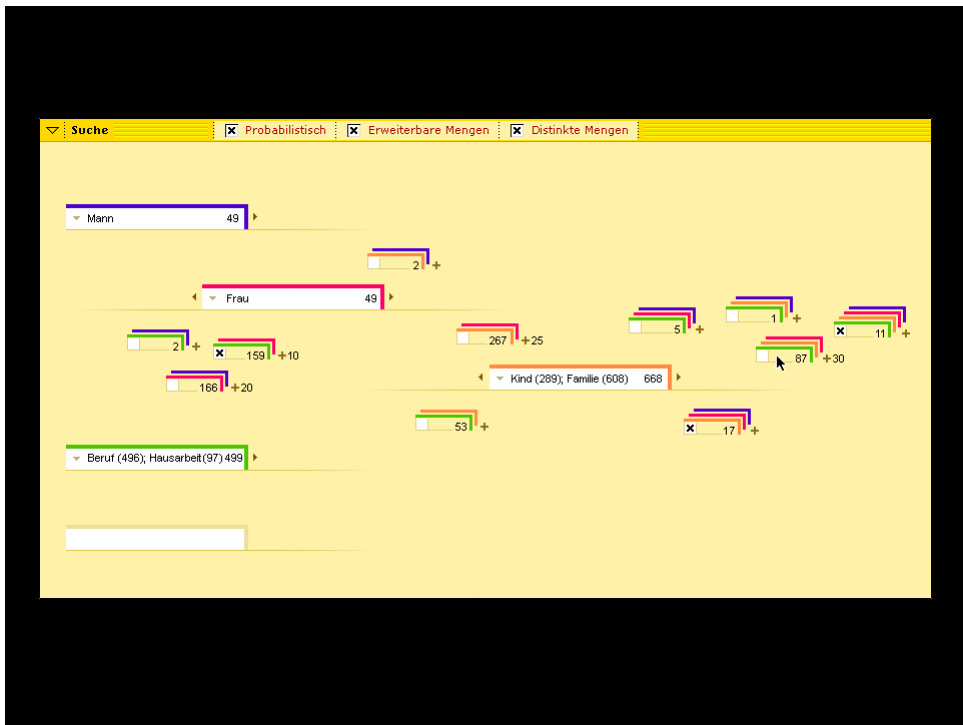 Suche Probabilistisch Erweiterbare Mengen Distinkte Mengen
Mann 49
2 +
Frau 49
1 +
5 +
11 +
2 +
267 +25
159 +10
87 +30
Kind (289); Familie (608) 668
166 +20
53 +
17 +
Beruf (496); Hausarbeit(97) 499